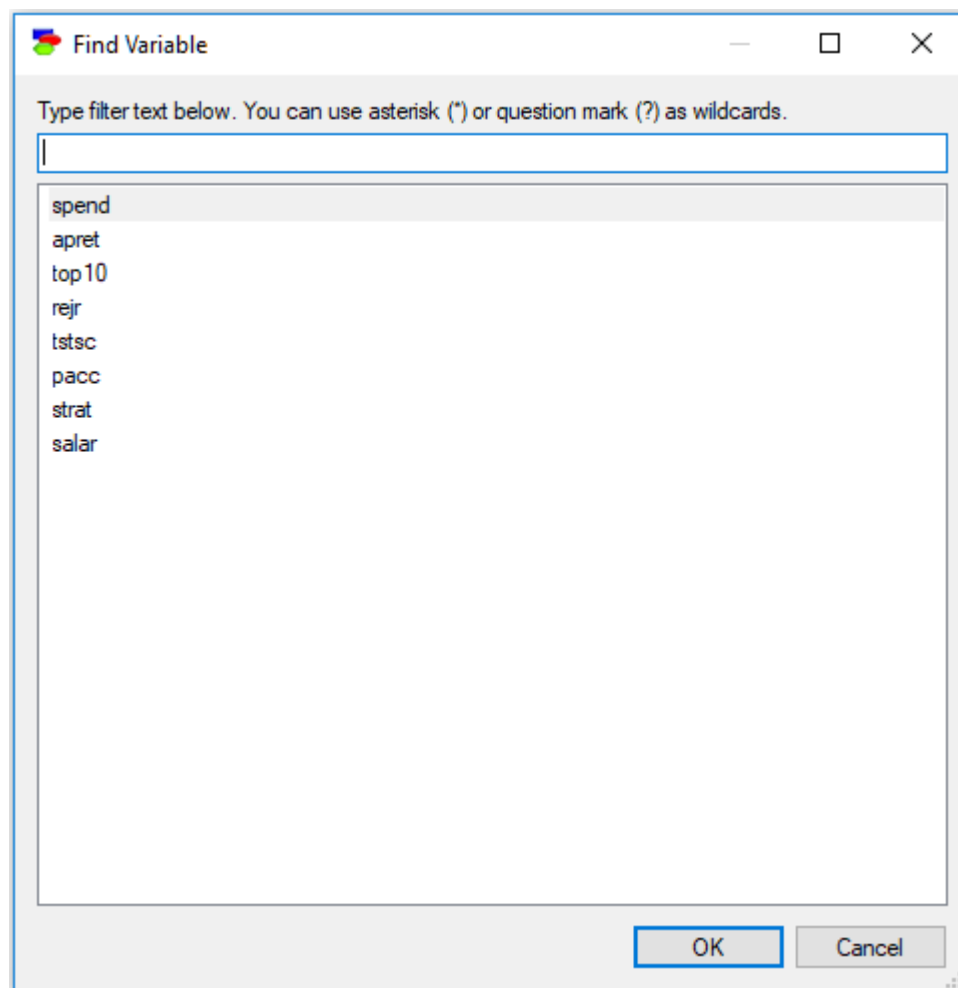 Find Variable
Type filter text below. You can use asterisk (*) or question mark (?) as wildcards.
spend
apret
top10
rejr
tstsc
pacc
strat
salar
OK
Cancel